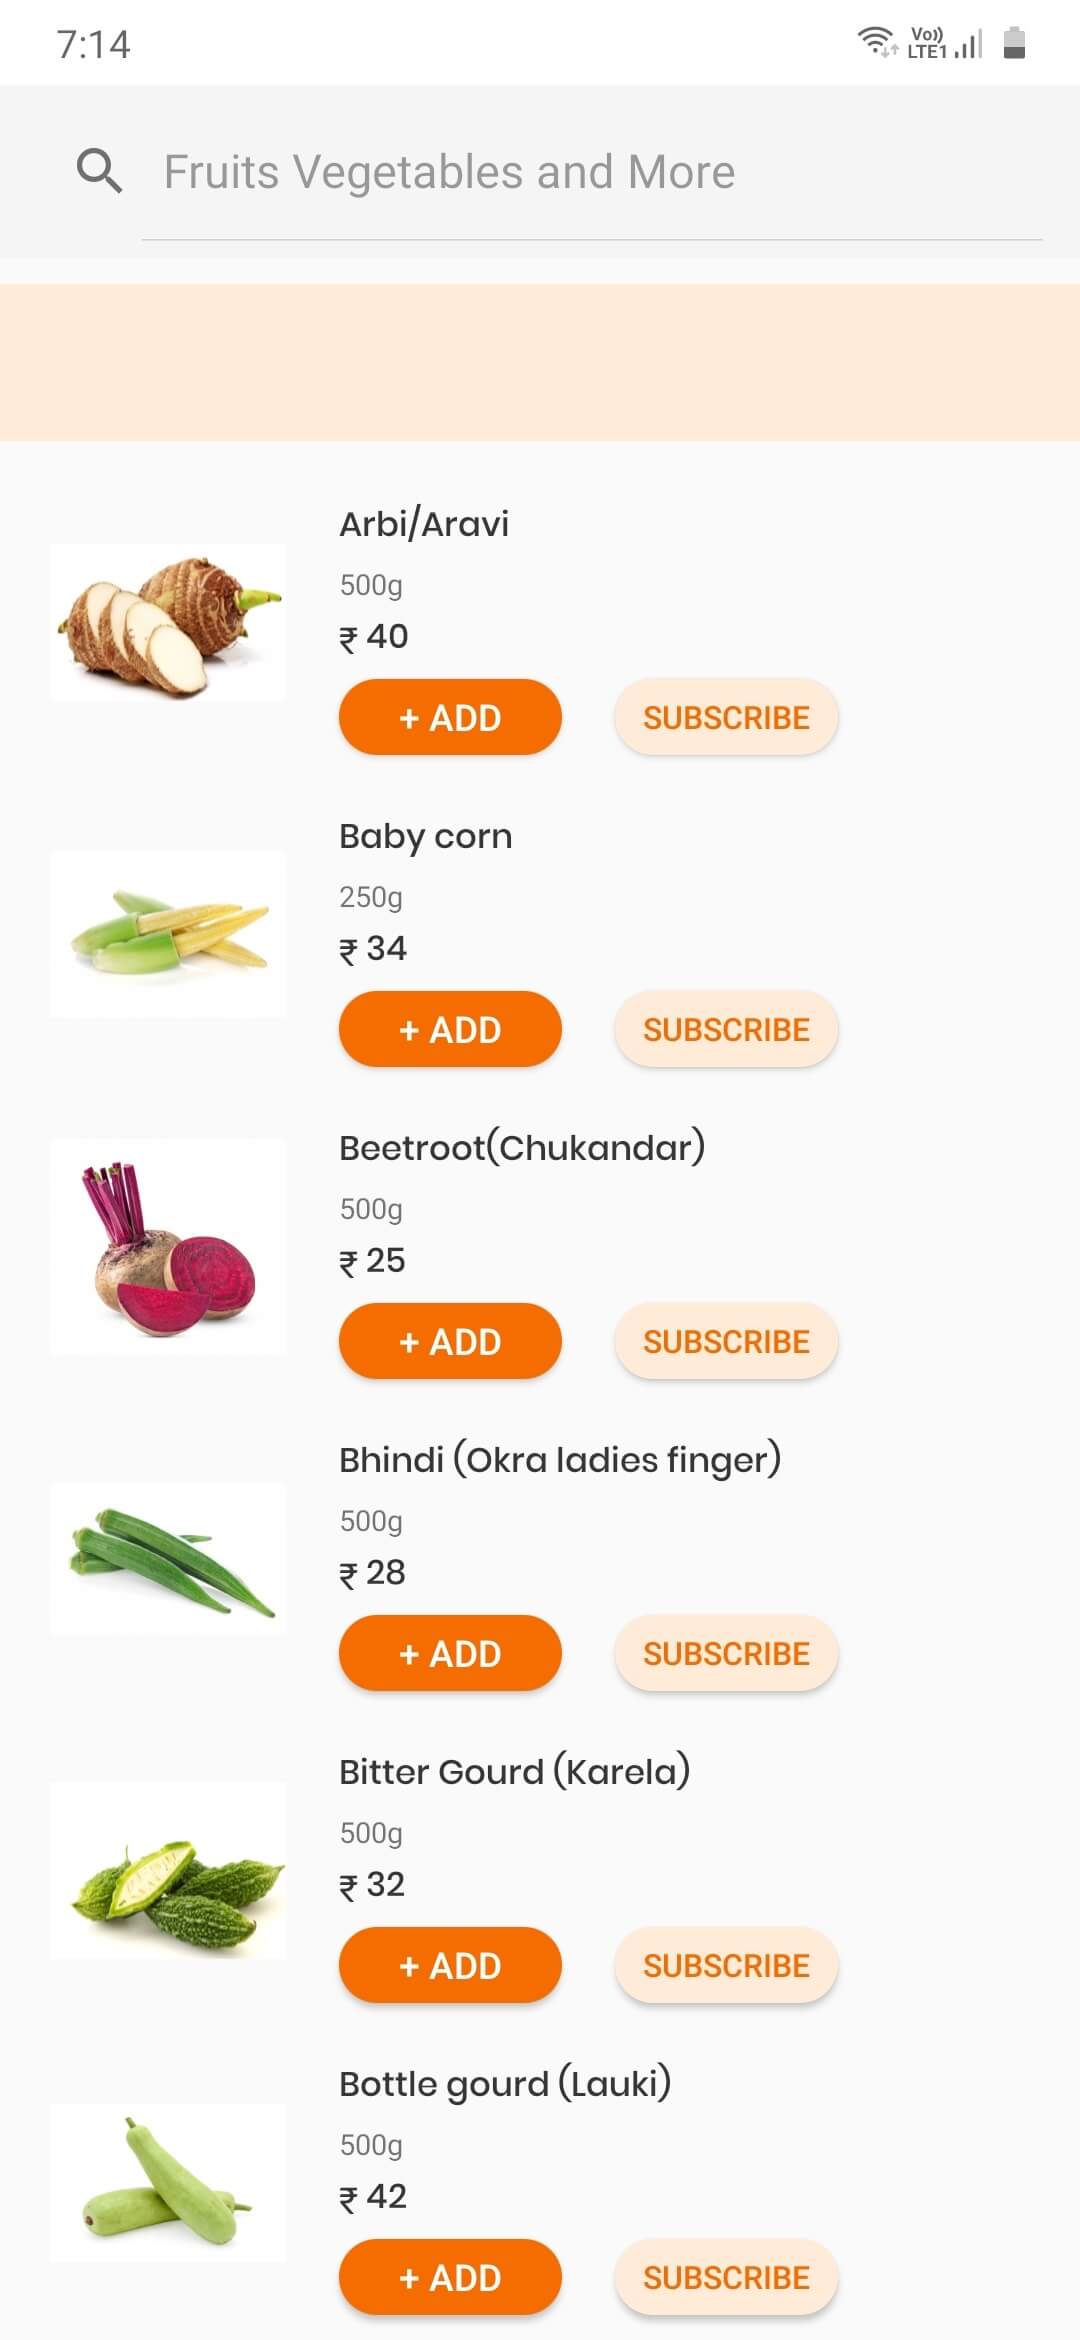 7:14
Vo)) LTE1
Fruits Vegetables and More
Arbi/Aravi
500g
₹ 40
+ ADD SUBSCRIBE
Baby corn
250g
₹ 34
+ ADD SUBSCRIBE
Beetroot(Chukandar)
500g
₹ 25
+ ADD SUBSCRIBE
Bhindi (Okra ladies finger)
500g
₹ 28
+ ADD SUBSCRIBE
Bitter Gourd (Karela)
500g
₹ 32
+ ADD SUBSCRIBE
Bottle gourd (Lauki)
500g
₹ 42
+ ADD SUBSCRIBE